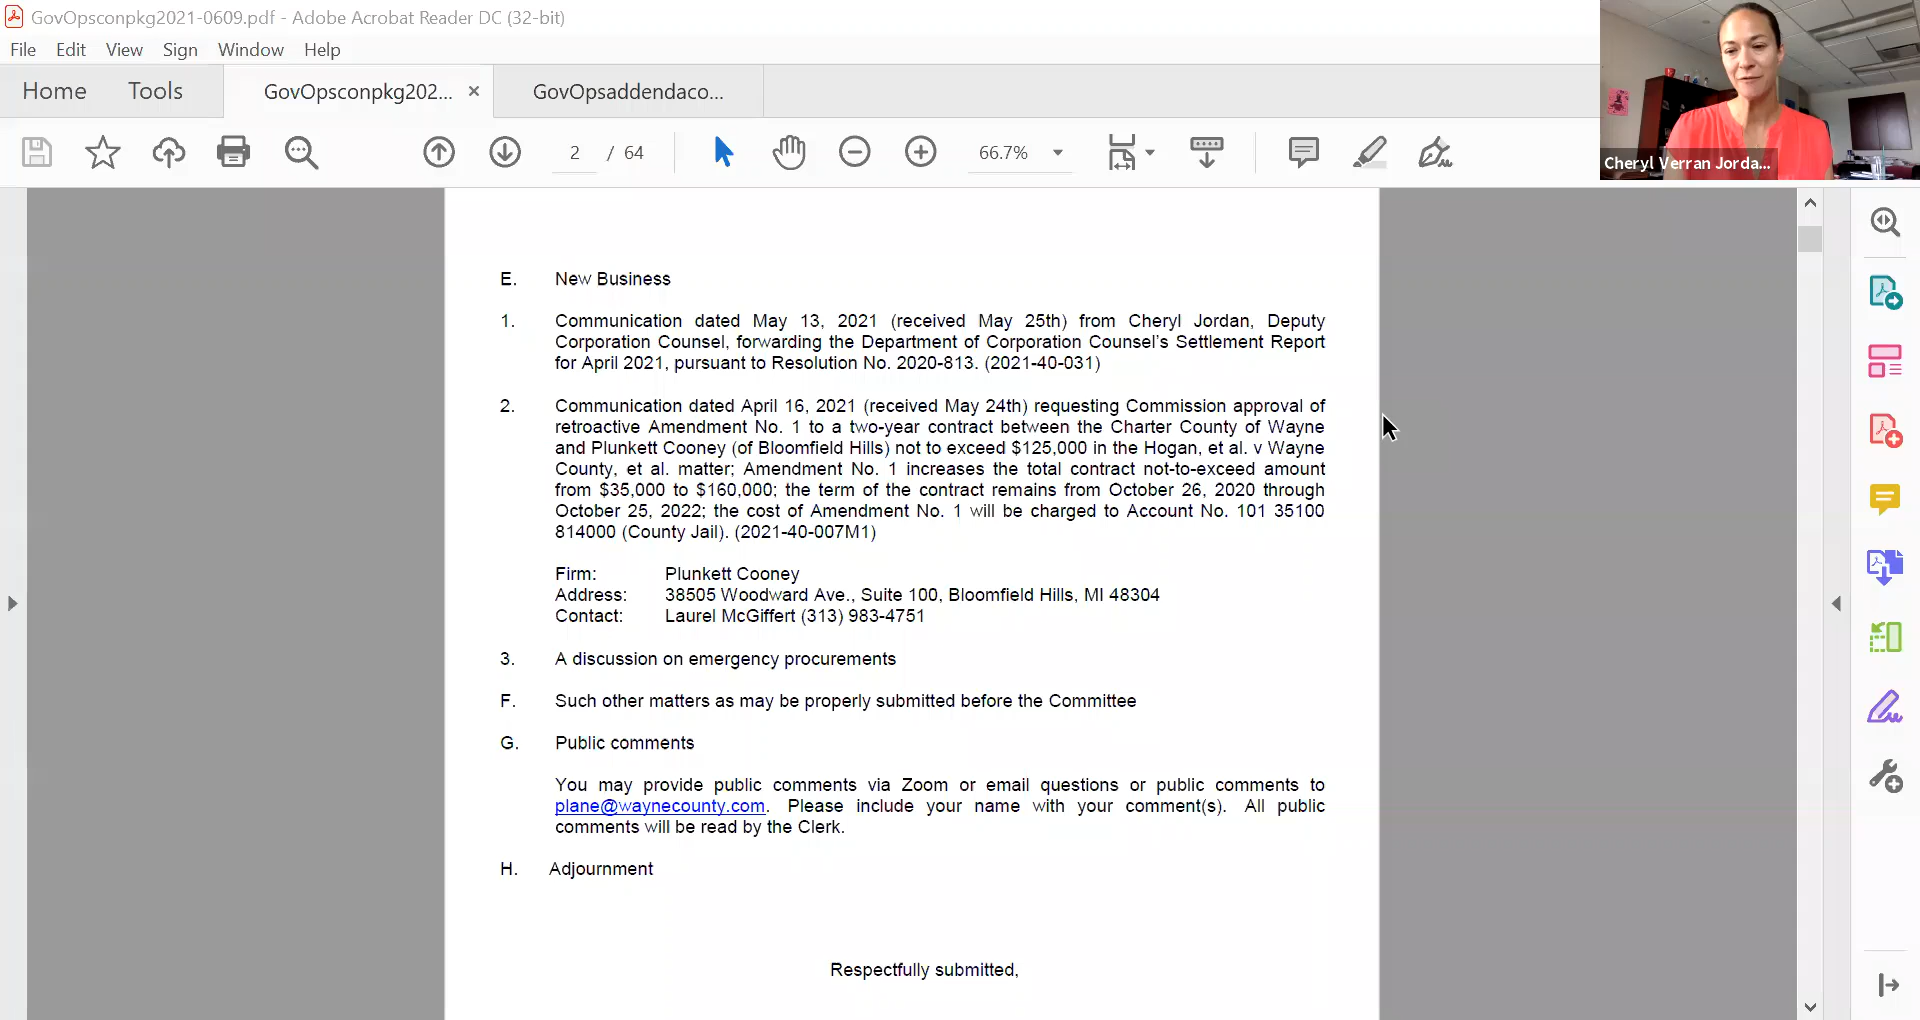 GovOpsconpkg2021-0609.pdf - Adobe Acrobat Reader DC (32-bit)
File Edit View Sign Window Help
Home Tools GovOpsconpkg202... × GovOpsaddendaco...
2 / 64 66.7%
Cheryl Verran Jorda...
E. New Business
1. Communication dated May 13, 2021 (received May 25th) from Cheryl Jordan, Deputy
Corporation Counsel, forwarding the Department of Corporation Counsel's Settlement Report
for April 2021, pursuant to Resolution No. 2020-813. (2021-40-031)
2. Communication dated April 16, 2021 (received May 24th) requesting Commission approval of
retroactive Amendment No. 1 to a two-year contract between the Charter County of Wayne
and Plunkett Cooney (of Bloomfield Hills) not to exceed $125,000 in the Hogan, et al. v Wayne
County, et al. matter; Amendment No. 1 increases the total contract not-to-exceed amount
from $35,000 to $160,000; the term of the contract remains from October 26, 2020 through
October 25, 2022; the cost of Amendment No. 1 will be charged to Account No. 101 35100
814000 (County Jail). (2021-40-007M1)
Firm: Plunkett Cooney
Address: 38505 Woodward Ave., Suite 100, Bloomfield Hills, MI 48304
Contact: Laurel McGiffert (313) 983-4751
3. A discussion on emergency procurements
F. Such other matters as may be properly submitted before the Committee
G. Public comments
You may provide public comments via Zoom or email questions or public comments to
plane@waynecounty.com. Please include your name with your comment(s). All public
comments will be read by the Clerk.
H. Adjournment
Respectfully submitted,